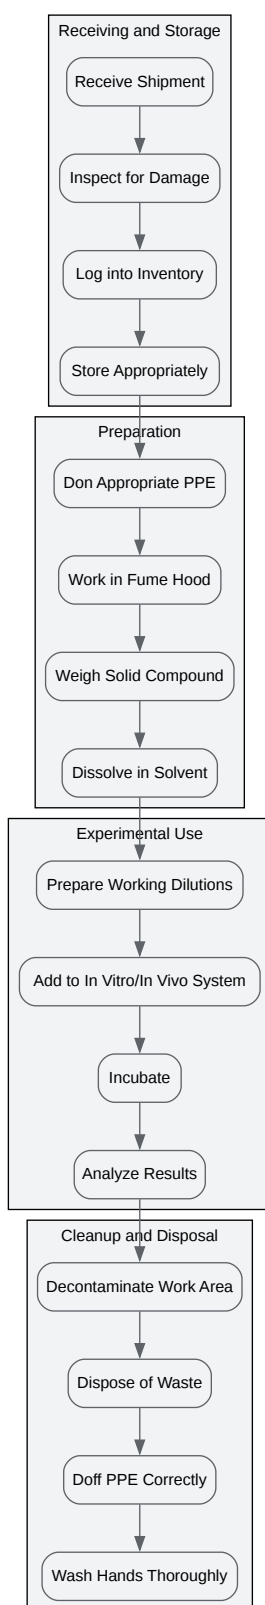 Receiving and Storage
Receive Shipment
Inspect for Damage
Log into Inventory
Store Appropriately
Preparation
Don Appropriate PPE
Work in Fume Hood
Weigh Solid Compound
Dissolve in Solvent
Experimental Use
Prepare Working Dilutions
Add to In Vitro/In Vivo System
Incubate
Analyze Results
Cleanup and Disposal
Decontaminate Work Area
Dispose of Waste
Doff PPE Correctly
Wash Hands Thoroughly